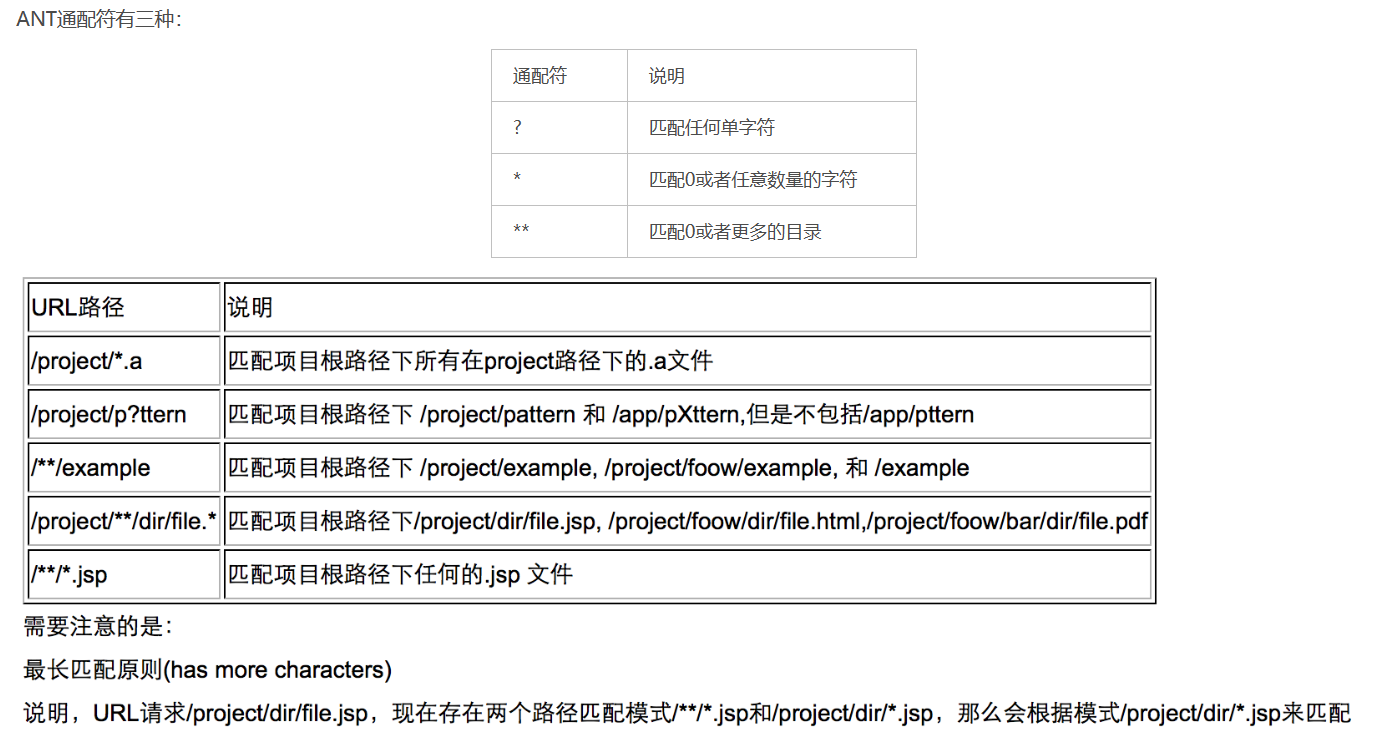 ANT通配符有三种：
通配符 说明
? 匹配任何单字符
* 匹配0或者任意数量的字符
** 匹配0或者更多的目录
URL路径 说明
/project/*.a 匹配项目根路径下所有在project路径下的.a文件
/project/p?ttern 匹配项目根路径下 /project/pattern 和 /app/pXttern,但是不包括/app/pttern
/**/example 匹配项目根路径下 /project/example, /project/foow/example, 和 /example
/project/**/dir/file.* 匹配项目根路径下/project/dir/file.jsp, /project/foow/dir/file.html,/project/foow/bar/dir/file.pdf
/**/*.jsp 匹配项目根路径下任何的.jsp 文件
需要注意的是：
最长匹配原则(has more characters)
说明，URL请求/project/dir/file.jsp，现在存在两个路径匹配模式/**/*.jsp和/project/dir/*.jsp，那么会根据模式/project/dir/*.jsp来匹配